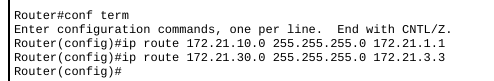 Router#conf term
Enter configuration commands, one per line.  End with CNTL/Z.
Router(config)#ip route 172.21.10.0 255.255.255.0 172.21.1.1
Router(config)#ip route 172.21.30.0 255.255.255.0 172.21.3.3
Router(config)#